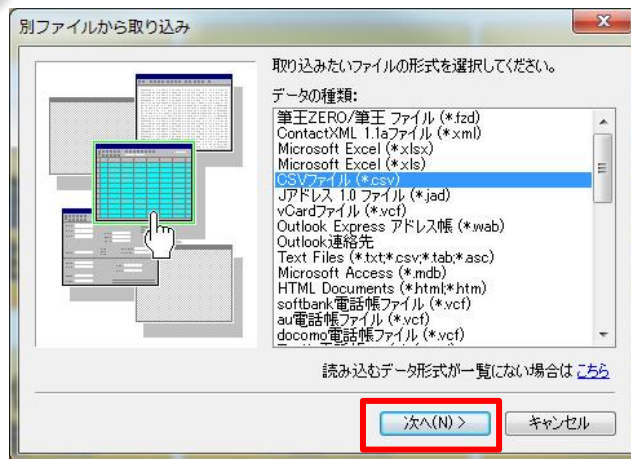 別ファイルから取り込み
取り込みたいファイルの形式を選択してください。
データの種類:
筆王ZERO/筆王 ファイル (*.fzd)
ContactXML 1.1aファイル (*.xml)
Microsoft Excel (*.xlsx)
Microsoft Excel (*.xls)
CSVファイル (*.csv)
Jアドレス 1.0 ファイル (*.jad)
vCardファイル (*.vcf)
Outlook Express アドレス帳 (*.wab)
Outlook連絡先
Text Files (*.txt;*.csv;*.tab;*.asc)
Microsoft Access (*.mdb)
HTML Documents (*.html;*.htm)
softbank電話帳ファイル (*.vcf)
au電話帳ファイル (*.vcf)
docomo電話帳ファイル (*.vcf)
読み込むデータ形式が一覧にない場合は こちら
次へ(N) >
キャンセル